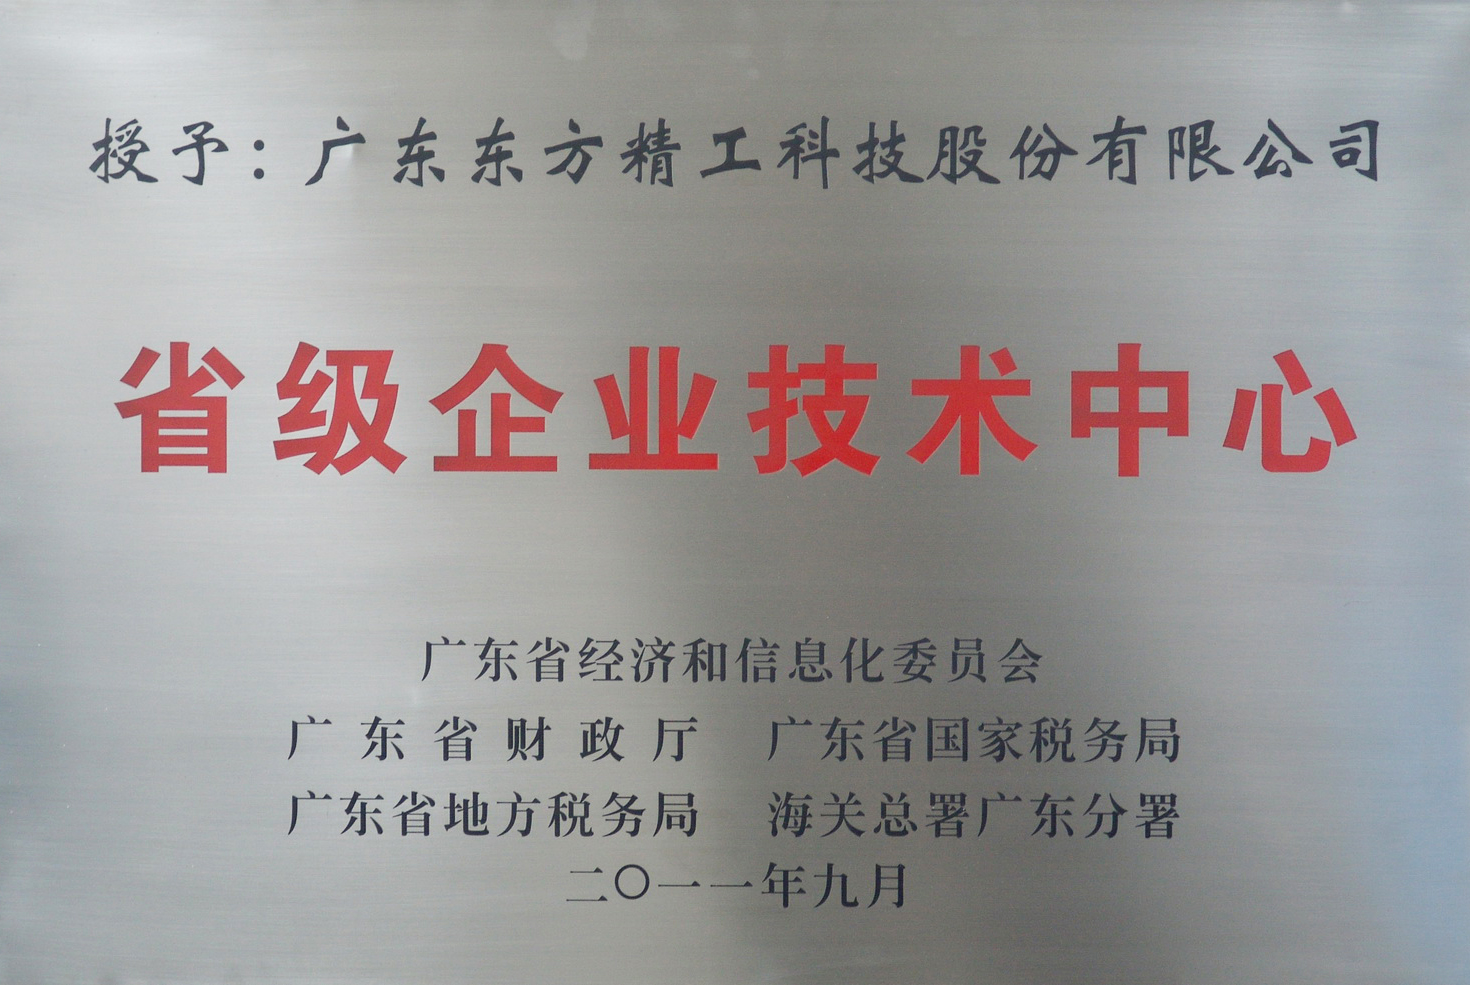 授予：广东东方精工科技股份有限公司
省级企业技术中心
广东省经济和信息化委员会
广东省财政厅 广东省国家税务局
广东省地方税务局 海关总署广东分署
二〇一一年九月